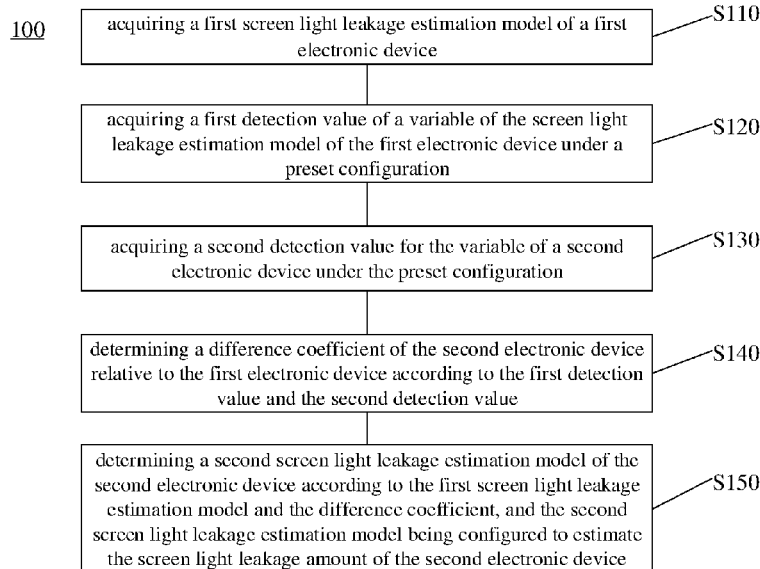 100
acquiring a first screen light leakage estimation model of a first
electronic device
S110
acquiring a first detection value of a variable of the screen light
leakage estimation model of the first electronic device under a
preset configuration
S120
acquiring a second detection value for the variable of a second
electronic device under the preset configuration
S130
determining a difference coefficient of the second electronic device
relative to the first electronic device according to the first detection
value and the second detection value
S140
determining a second screen light leakage estimation model of the
second electronic device according to the first screen light leakage
estimation model and the difference coefficient, and the second
screen light leakage estimation model being configured to estimate
the screen light leakage amount of the second electronic device
S150